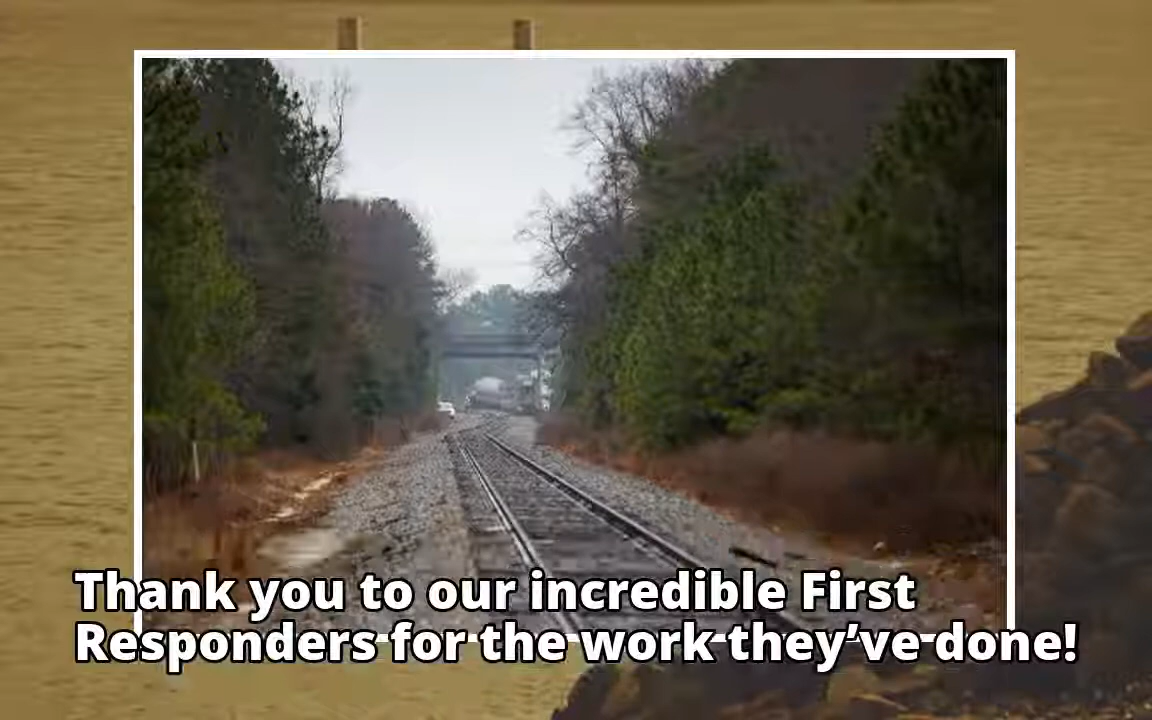 Thank you to our incredible First
Responders for the work they’ve done!